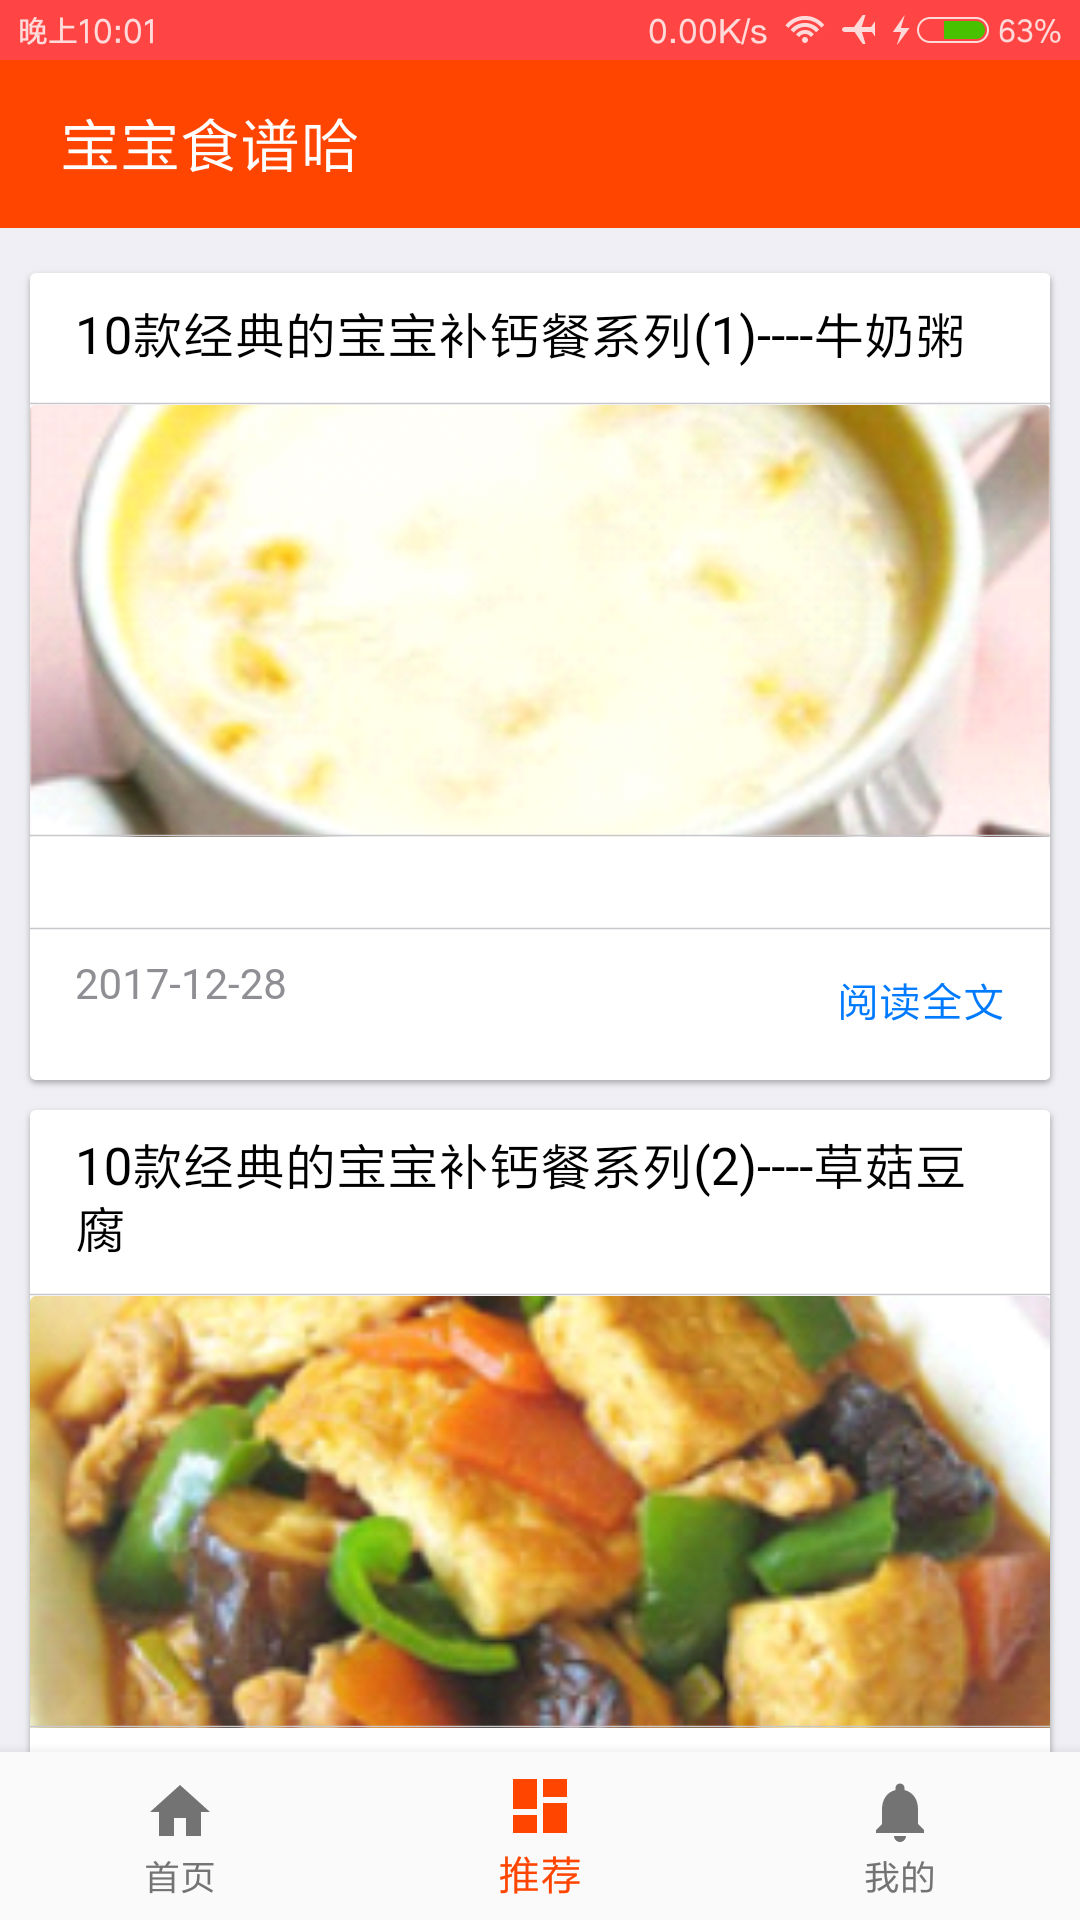 晚上10:01
0.00K/s
63%
宝宝食谱哈
10款经典的宝宝补钙餐系列(1)----牛奶粥
2017-12-28
阅读全文
10款经典的宝宝补钙餐系列(2)----草菇豆
腐
首页
推荐
我的